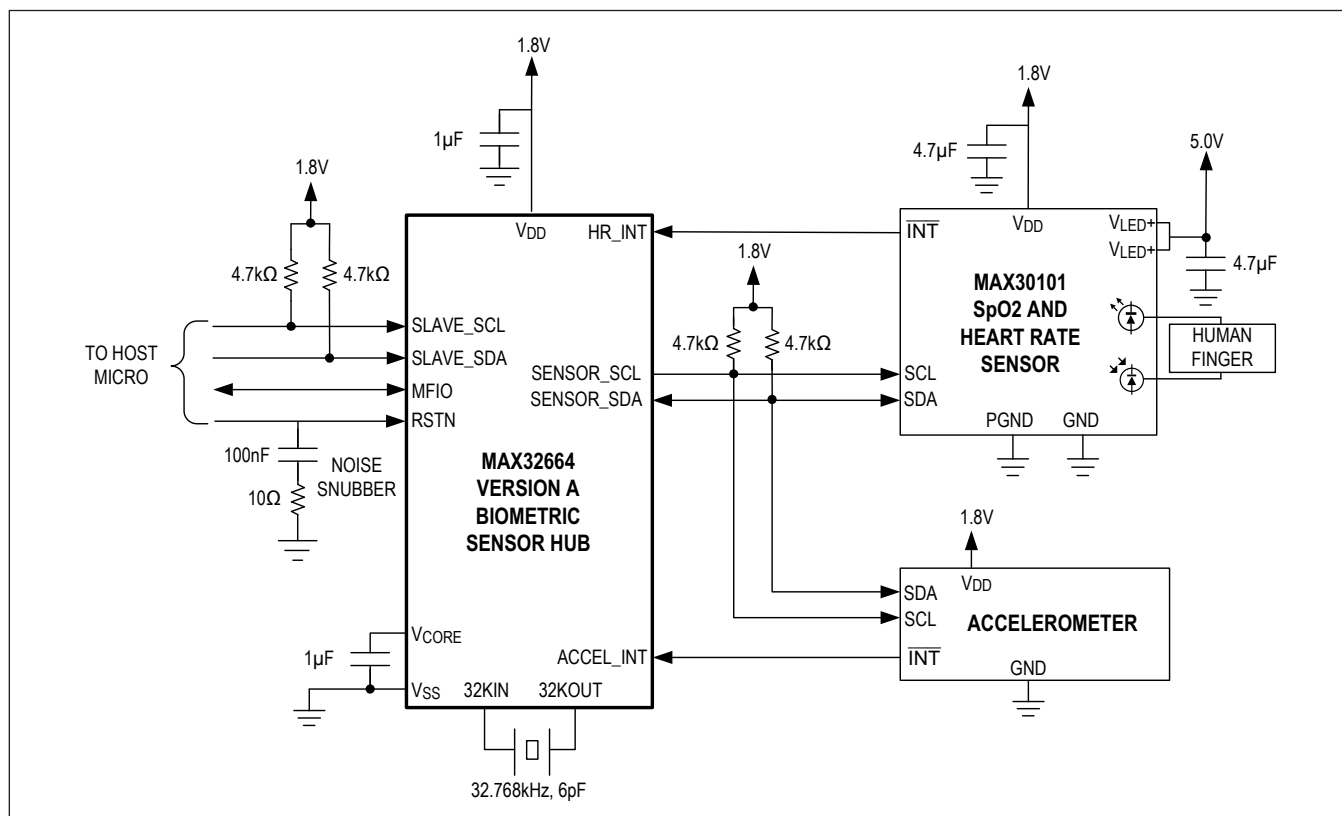 1.8V
1µF
1.8V
4.7kΩ
4.7kΩ
TO HOST
MICRO
SLAVE_SCL
SLAVE_SDA
MFIO
RSTN
100nF
10Ω
NOISE
SNUBBER
VDD
HR_INT
SENSOR_SCL
SENSOR_SDA
MAX32664
VERSION A
BIOMETRIC
SENSOR HUB
VCORE
1µF
VSS
32KIN
32KOUT
ACCEL_INT
32.768kHz, 6pF
1.8V
4.7kΩ
4.7kΩ
1.8V
4.7µF
5.0V
INT
VDD
VLED+
VLED+
4.7µF
MAX30101
SpO2 AND
HEART RATE
SENSOR
HUMAN
FINGER
SCL
SDA
PGND
GND
1.8V
VDD
SDA
SCL
ACCELEROMETER
INT
GND